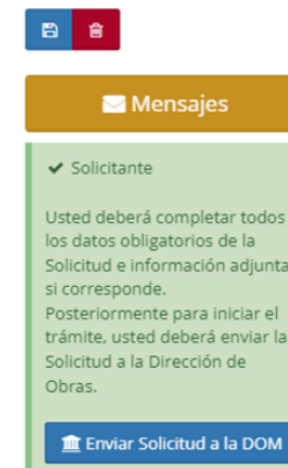 Mensajes
Solicitante
Usted deberá completar todos
los datos obligatorios de la
Solicitud e información adjunta
si corresponde.
Posteriormente para iniciar el
trámite, usted deberá enviar la
Solicitud a la Dirección de
Obras.
Enviar Solicitud a la DOM